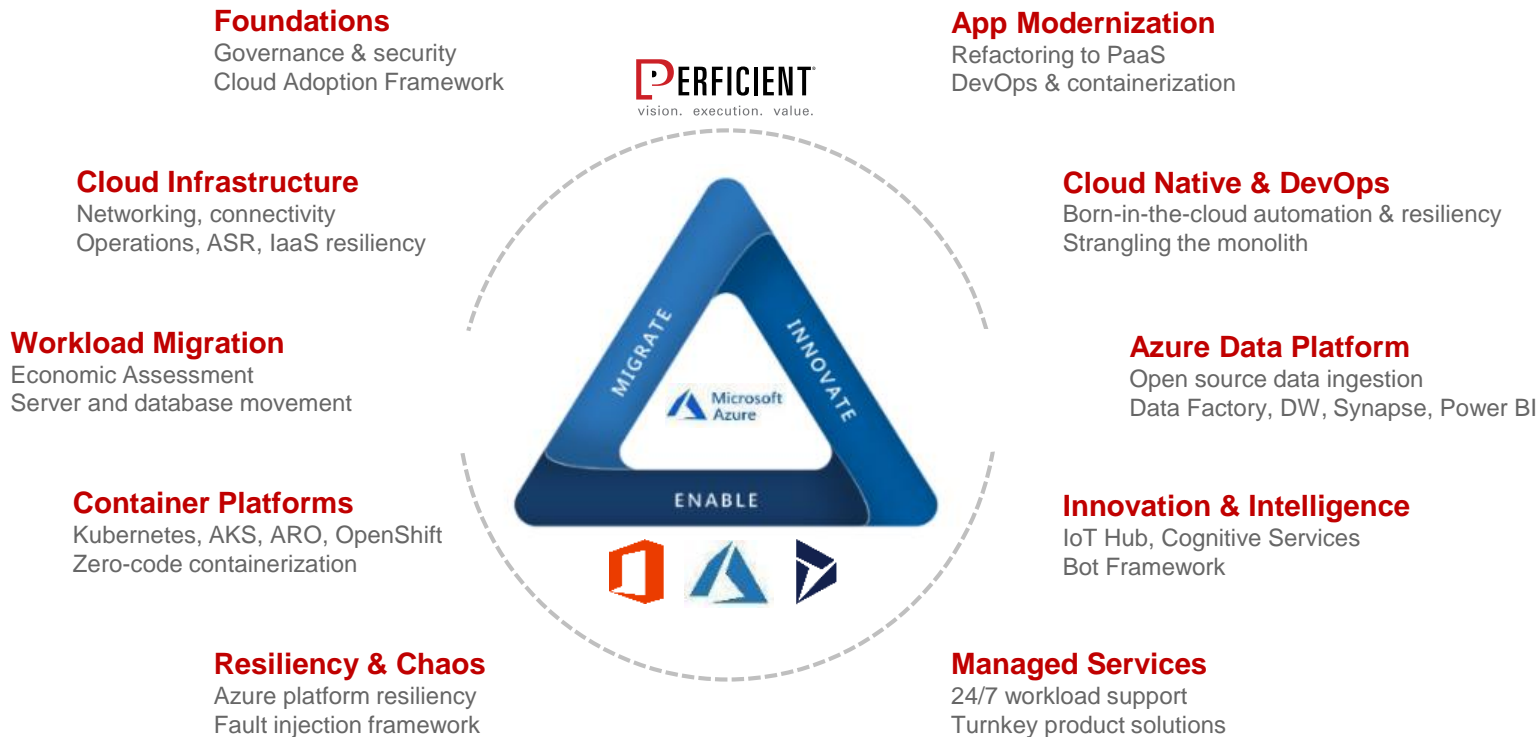 Foundations
Governance & security
Cloud Adoption Framework
Cloud Infrastructure
Networking, connectivity
Operations, ASR, IaaS resiliency
Workload Migration
Economic Assessment
Server and database movement
Container Platforms
Kubernetes, AKS, ARO, OpenShift
Zero-code containerization
Resiliency & Chaos
Azure platform resiliency
Fault injection framework
PERFICIENT®
vision. execution. value.
MIGRATE
INNOVATE
Microsoft
Azure
ENABLE
App Modernization
Refactoring to PaaS
DevOps & containerization
Cloud Native & DevOps
Born-in-the-cloud automation & resiliency
Strangling the monolith
Azure Data Platform
Open source data ingestion
Data Factory, DW, Synapse, Power BI
Innovation & Intelligence
IoT Hub, Cognitive Services
Bot Framework
Managed Services
24/7 workload support
Turnkey product solutions